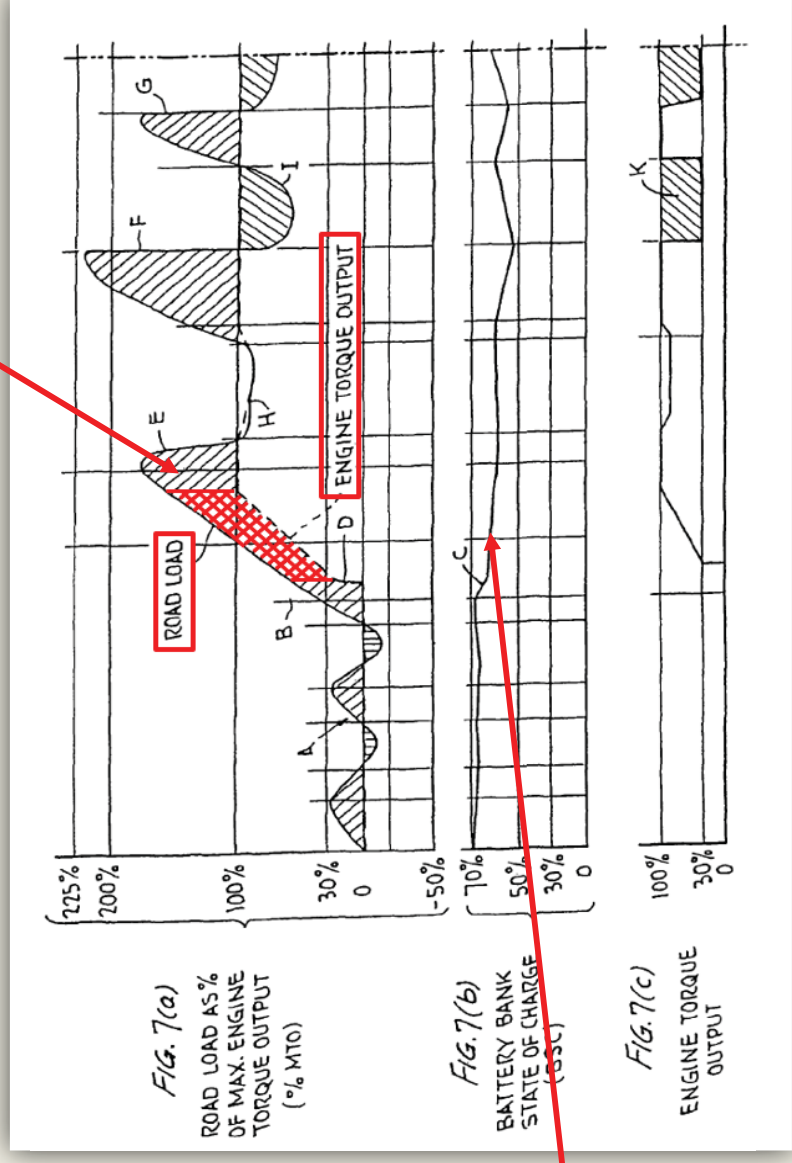 FIG. 7(a)
ROAD LOAD AS %
OF MAX. ENGINE
TORQUE OUTPUT
(% MTO)
225%
200%
100%
30%
0
-50%
A
B
ROAD LOAD
D
ENGINE TORQUE OUTPUT
E
H
F
I
G
FIG. 7(b)
BATTERY BANK
STATE OF CHARGE
(BSC)
70%
50%
30%
0
C
FIG. 7(c)
ENGINE TORQUE
OUTPUT
100%
30%
0
K